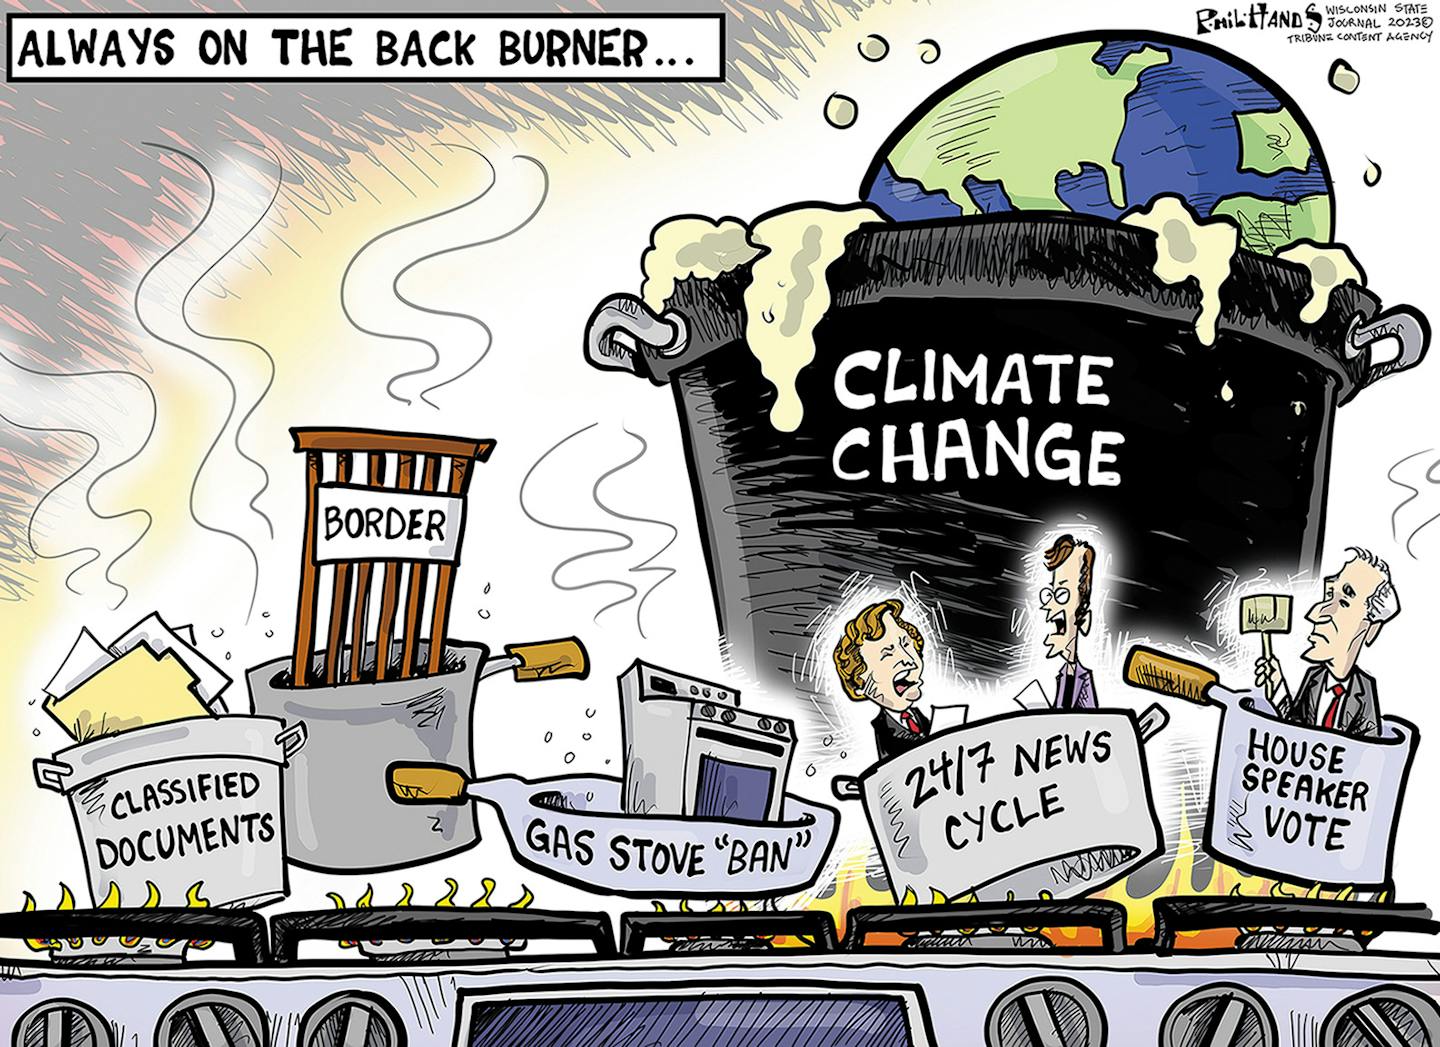 ALWAYS ON THE BACK BURNER...
PHIL HANDS
WISCONSIN STATE
JOURNAL 2023©
TRIBUNE CONTENT AGENCY
CLIMATE
CHANGE
BORDER
CLASSIFIED
DOCUMENTS
GAS STOVE "BAN"
24/7 NEWS
CYCLE
HOUSE
SPEAKER
VOTE